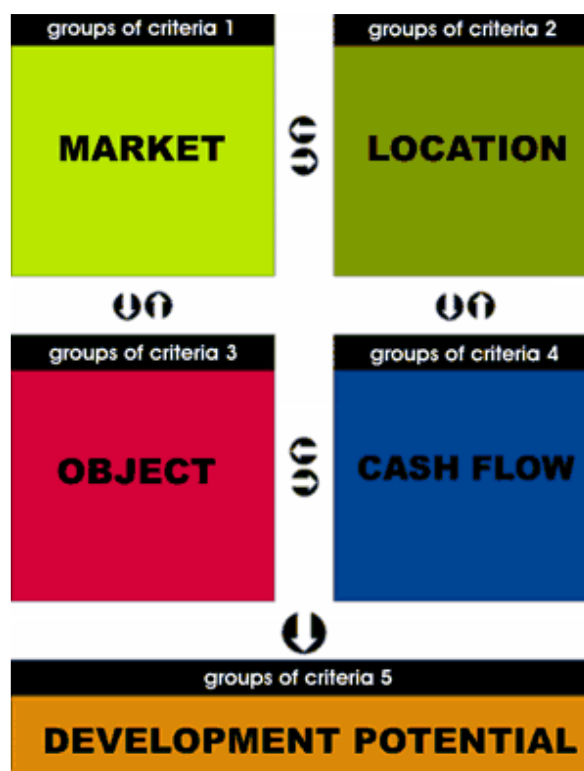 groups of criteria 1
groups of criteria 2
MARKET
LOCATION
groups of criteria 3
groups of criteria 4
OBJECT
CASH FLOW
groups of criteria 5
DEVELOPMENT POTENTIAL